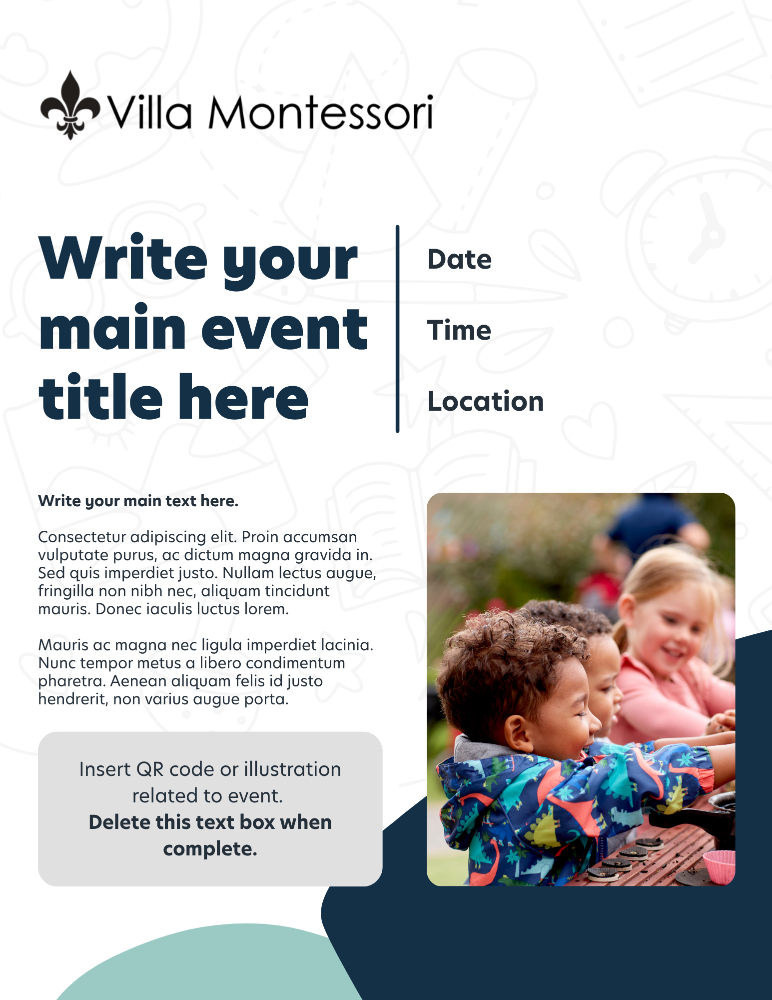 Villa Montessori
Write your
main event
title here
Date
Time
Location
Write your main text here.
Consectetur adipiscing elit. Proin accumsan
vulputate purus, ac dictum magna gravida in.
Sed quis imperdiet justo. Nullam lectus augue,
fringilla non nibh nec, aliquam tincidunt
mauris. Donec iaculis luctus lorem.
Mauris ac magna nec ligula imperdiet lacinia.
Nunc tempor metus a libero condimentum
pharetra. Aenean aliquam felis id justo
hendrerit, non varius augue porta.
Insert QR code or illustration
related to event.
Delete this text box when
complete.